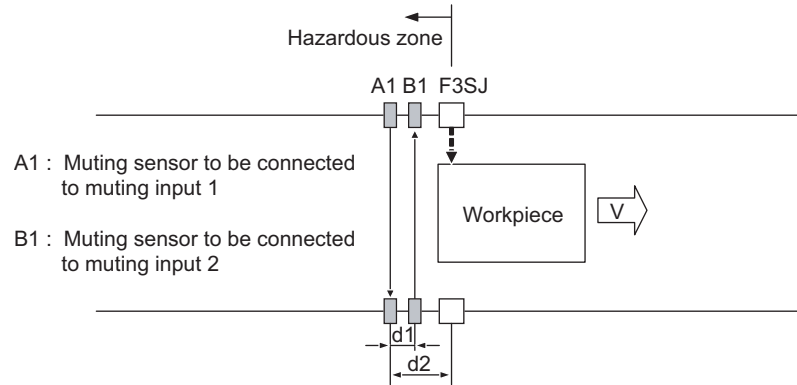 Hazardous zone
A1 B1 F3SJ
A1 : Muting sensor to be connected
to muting input 1
Workpiece
V
B1 : Muting sensor to be connected
to muting input 2
d1
d2